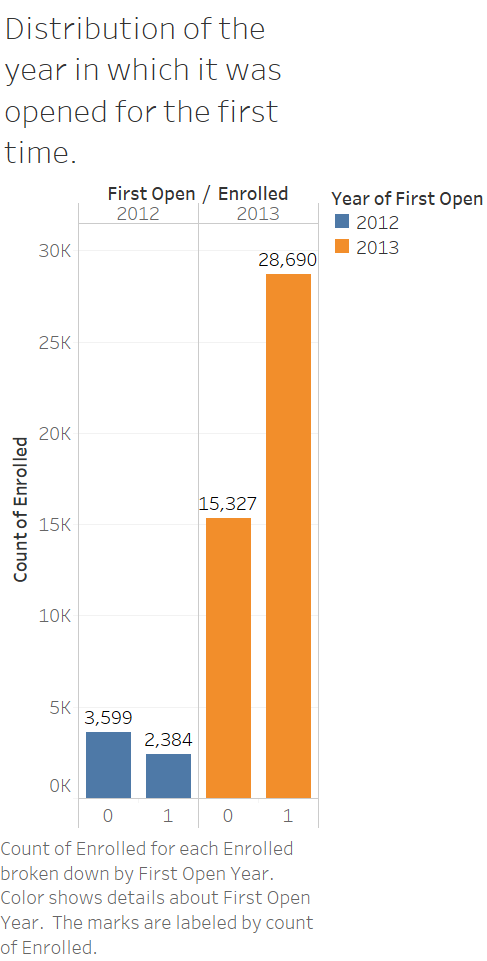 Distribution of the
year in which it was
opened for the first
time.
First Open / Enrolled
2012 2013
Year of First Open
2012
2013
30K
25K
20K
15K
10K
5K
0K
Count of Enrolled
28,690
15,327
3,599
2,384
0 1 0 1
Count of Enrolled for each Enrolled
broken down by First Open Year.
Color shows details about First Open
Year. The marks are labeled by count
of Enrolled.